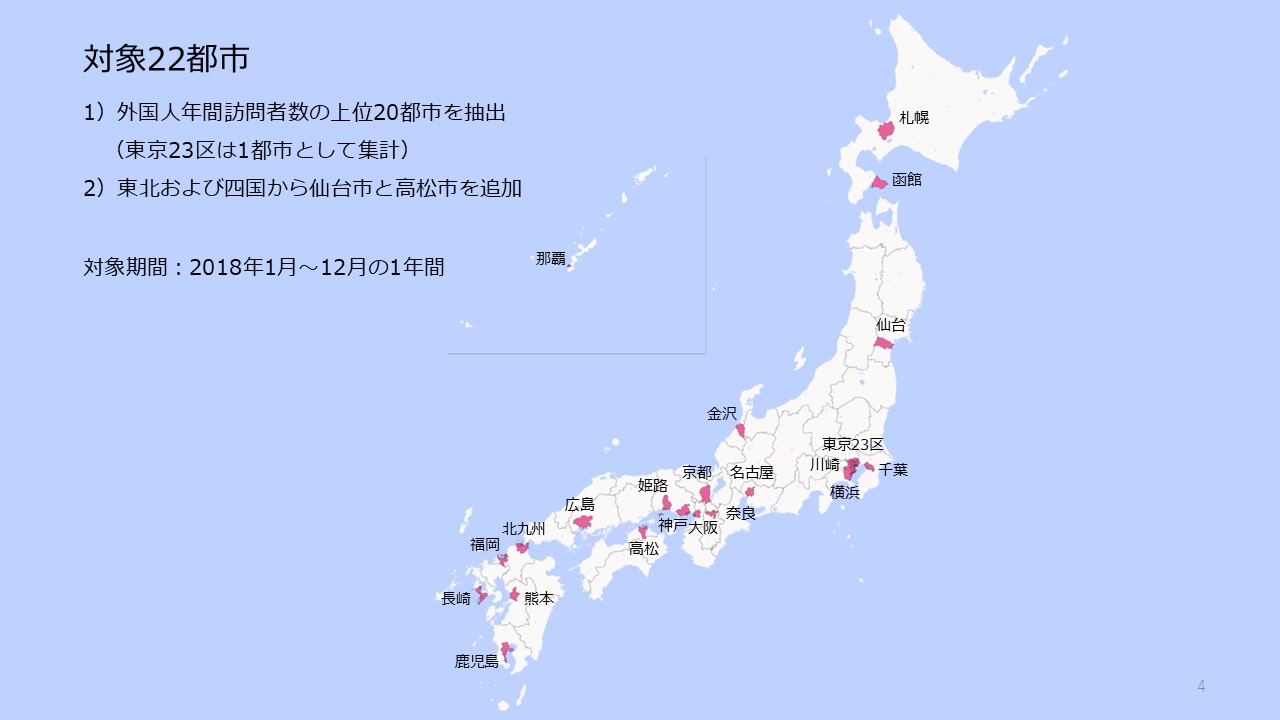 対象22都市
1）外国人年間訪問者数の上位20都市を抽出
（東京23区は1都市として集計）
2）東北および四国から仙台市と高松市を追加
対象期間：2018年1月～12月の1年間
札幌
函館
那覇
仙台
金沢
東京23区
川崎
千葉
横浜
京都
名古屋
姫路
広島
神戸
大阪
奈良
北九州
福岡
高松
長崎
熊本
鹿児島
4